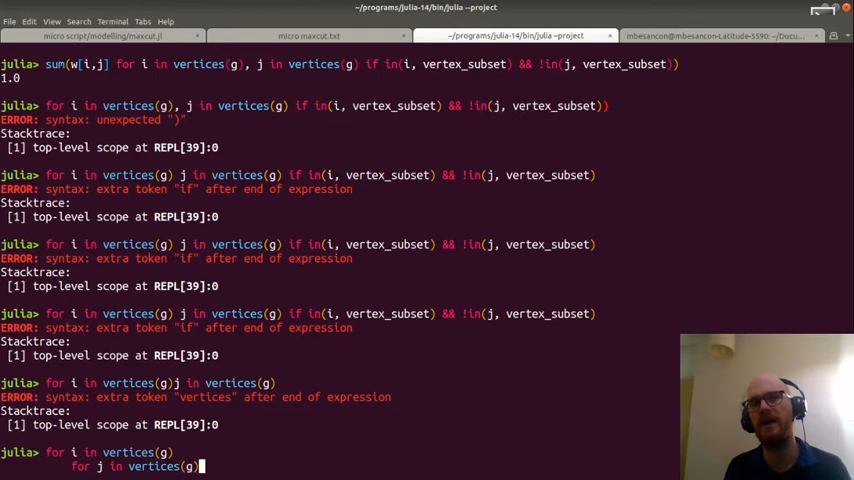 ~/programs/julia-14/bin/julia --project
File Edit View Search Terminal Tabs Help
micro script/modelling/maxcut.jl × micro maxcut.txt × ~/programs/julia-14/bin/julia --project × mbesancon@mbesancon-Latitude-5590: ~/Docu... ×
julia> sum(w[i,j] for i in vertices(g), j in vertices(g) if in(i, vertex_subset) && !in(j, vertex_subset))
1.0
julia> for i in vertices(g), j in vertices(g) if in(i, vertex_subset) && !in(j, vertex_subset))
ERROR: syntax: unexpected ")"
Stacktrace:
[1] top-level scope at REPL[39]:0
julia> for i in vertices(g) j in vertices(g) if in(i, vertex_subset) && !in(j, vertex_subset)
ERROR: syntax: extra token "if" after end of expression
Stacktrace:
[1] top-level scope at REPL[39]:0
julia> for i in vertices(g) j in vertices(g) if in(i, vertex_subset) && !in(j, vertex_subset)
ERROR: syntax: extra token "if" after end of expression
Stacktrace:
[1] top-level scope at REPL[39]:0
julia> for i in vertices(g) j in vertices(g) if in(i, vertex_subset) && !in(j, vertex_subset)
ERROR: syntax: extra token "if" after end of expression
Stacktrace:
[1] top-level scope at REPL[39]:0
julia> for i in vertices(g)j in vertices(g)
ERROR: syntax: extra token "vertices" after end of expression
Stacktrace:
[1] top-level scope at REPL[39]:0
julia> for i in vertices(g)
for j in vertices(g)